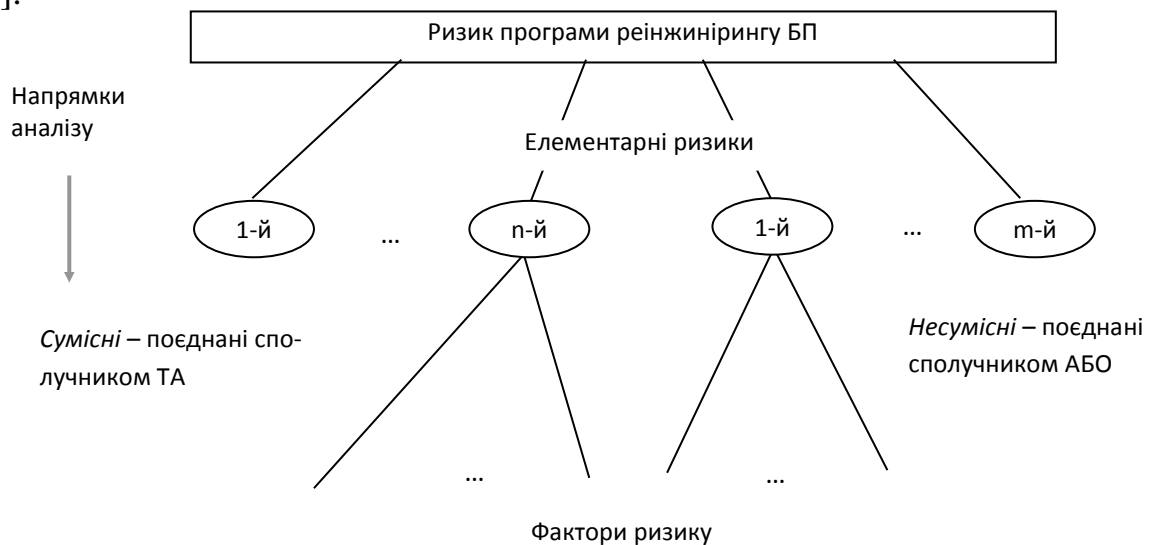 ].
Ризик програми реінжинірингу БП
Напрямки
аналізу
Елементарні ризики
1-й
...
n-й
1-й
...
m-й
Сумісні – поєднані спо-
лучником ТА
Несумісні – поєднані
сполучником АБО
...
...
Фактори ризику